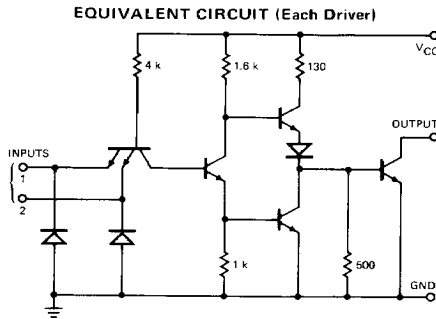 EQUIVALENT CIRCUIT (Each Driver)
4 k
1.6 k
130
VCC
OUTPUT
INPUTS
1
2
1 k
500
GND